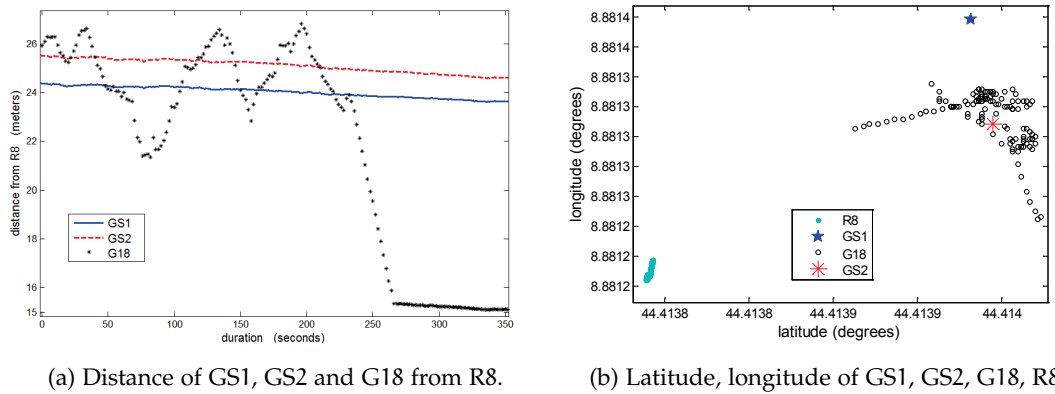 distance from R8 (meters)
26
24
22
20
18
16
15
0
50
100
150
200
250
300
350
duration (seconds)
GS1
GS2
G18
(a) Distance of GS1, GS2 and G18 from R8.
longitude (degrees)
8.8814
8.8814
8.8813
8.8813
8.8813
8.8813
8.8812
8.8812
8.8812
44.4138
44.4138
44.4139
44.4139
44.414
latitude (degrees)
R8
GS1
G18
GS2
(b) Latitude, longitude of GS1, GS2, G18, R8